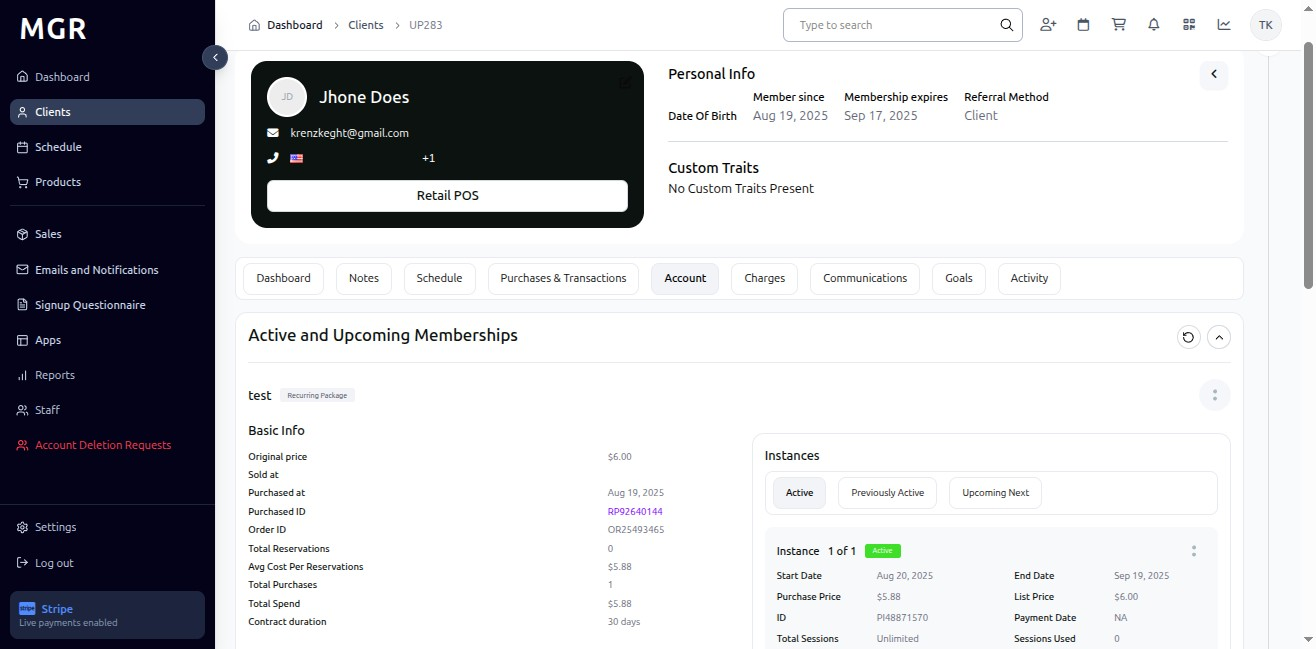 MGR
Dashboard
Clients
Schedule
Products
Sales
Emails and Notifications
Signup Questionnaire
Apps
Reports
Staff
Account Deletion Requests
Settings
Log out
stripe Stripe
Live payments enabled
Dashboard > Clients > UP283
Type to search
TK
JD Jhone Does
krenzkeght@gmail.com
+1
Retail POS
Personal Info
Date Of Birth
Member since
Aug 19, 2025
Membership expires
Sep 17, 2025
Referral Method
Client
Custom Traits
No Custom Traits Present
Dashboard Notes Schedule Purchases & Transactions Account Charges Communications Goals Activity
Active and Upcoming Memberships
test Recurring Package
Basic Info
Original price $6.00
Sold at
Purchased at Aug 19, 2025
Purchased ID RP92640144
Order ID OR25493465
Total Reservations 0
Avg Cost Per Reservations $5.88
Total Purchases 1
Total Spend $5.88
Contract duration 30 days
Instances
Active Previously Active Upcoming Next
Instance 1 of 1 Active
Start Date Aug 20, 2025 End Date Sep 19, 2025
Purchase Price $5.88 List Price $6.00
ID PI48871570 Payment Date NA
Total Sessions Unlimited Sessions Used 0